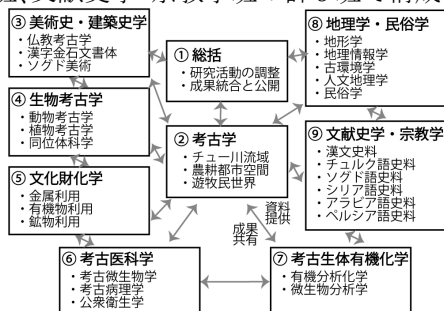 ③ 美術史・建築史学
・仏教考古学
・漢字金石文書体
・ソグド美術
① 総括
・研究活動の調整
・成果統合と公開
⑧ 地理学・民俗学
・地形学
・地理情報学
・古環境学
・人文地理学
・民俗学
④ 生物考古学
・動物考古学
・植物考古学
・同位体科学
② 考古学
・チュー川流域
・農耕都市空間
・遊牧民世界
⑨ 文献史学・宗教学
・漢文史料
・チュルク語史料
・ソグド語史料
・シリア語史料
・アラビア語史料
・ペルシア語史料
⑤ 文化財化学
・金属利用
・有機物利用
・鉱物利用
資料
提供
成果
共有
⑥ 考古医科学
・考古微生物学
・考古病理学
・公衆衛生学
⑦ 考古生体有機化学
・有機分析化学
・微生物分析学